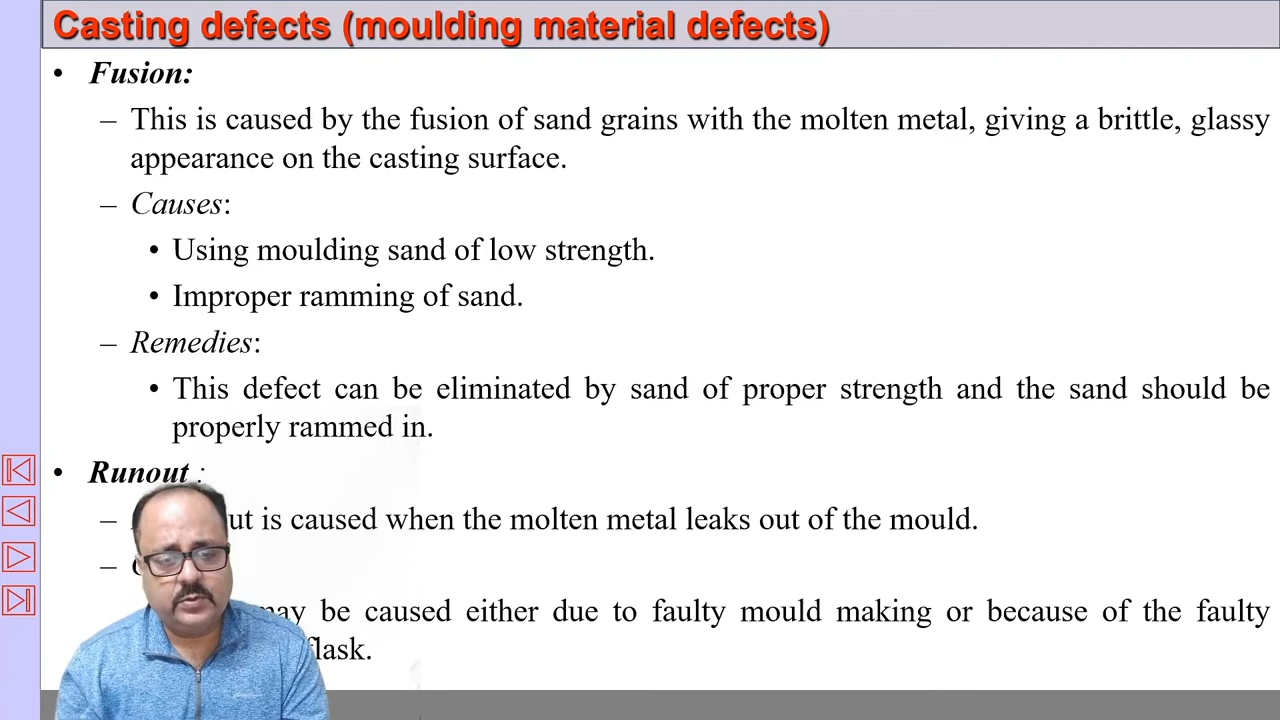 Casting defects (moulding material defects)
• Fusion:
– This is caused by the fusion of sand grains with the molten metal, giving a brittle, glassy
appearance on the casting surface.
– Causes:
• Using moulding sand of low strength.
• Improper ramming of sand.
– Remedies:
• This defect can be eliminated by sand of proper strength and the sand should be
properly rammed in.
• Runout :
– is caused when the molten metal leaks out of the mould.
–
may be caused either due to faulty mould making or because of the faulty
flask.